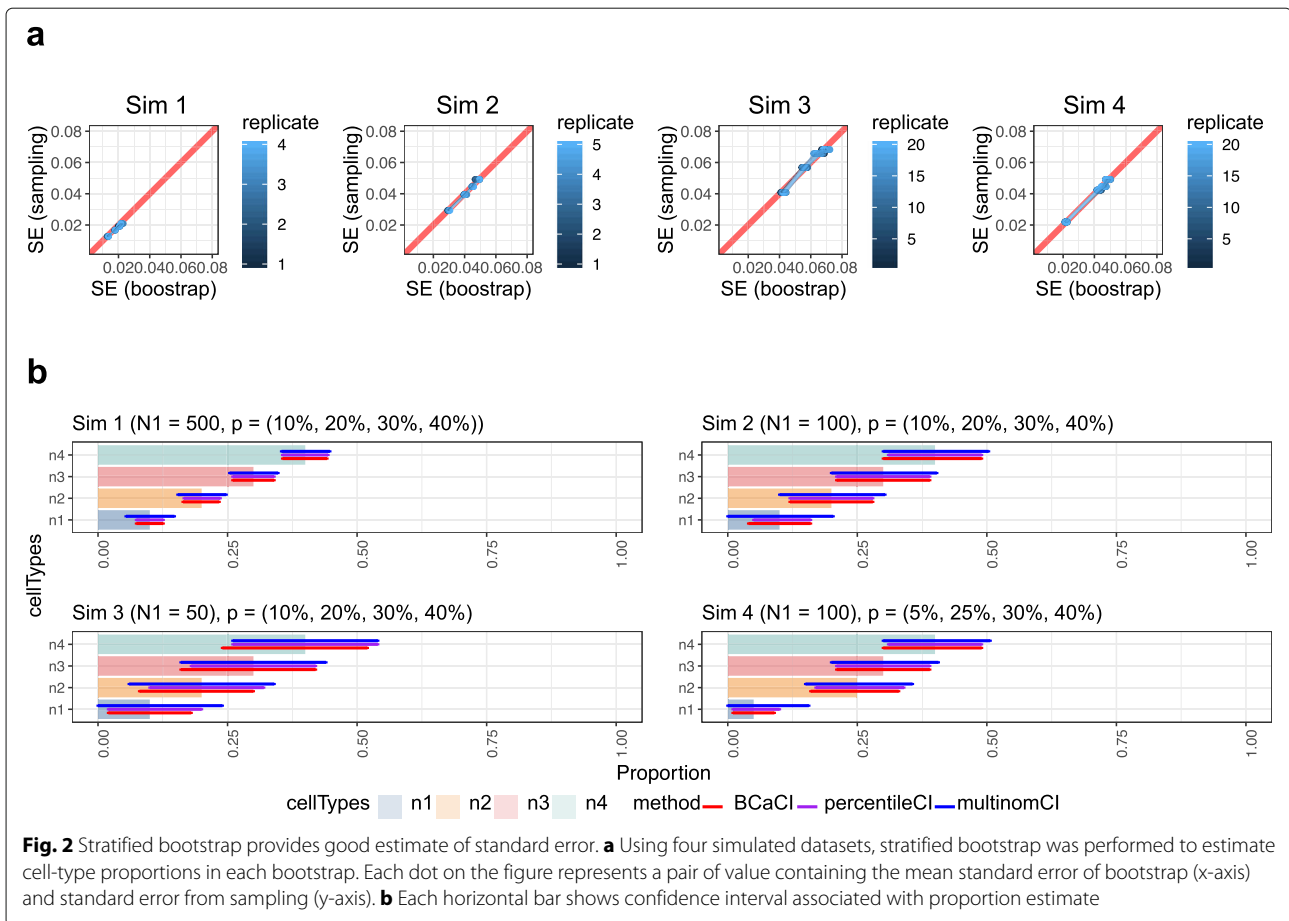 a
Sim 1
Sim 2
Sim 3
Sim 4
SE (sampling)
0.08
0.06
0.04
0.02
0.020.040.060.08
SE (boostrap)
replicate
4
3
2
1
SE (sampling)
0.08
0.06
0.04
0.02
0.020.040.060.08
SE (boostrap)
replicate
5
4
3
2
1
SE (sampling)
0.08
0.06
0.04
0.02
0.020.040.060.08
SE (boostrap)
replicate
20
15
10
5
SE (sampling)
0.08
0.06
0.04
0.02
0.020.040.060.08
SE (boostrap)
replicate
20
15
10
5
b
cellTypes
Sim 1 (N1 = 500, p = (10%, 20%, 30%, 40%))
n4
n3
n2
n1
0.00
0.25
0.50
0.75
1.00
Sim 2 (N1 = 100), p = (10%, 20%, 30%, 40%)
n4
n3
n2
n1
0.00
0.25
0.50
0.75
1.00
Sim 3 (N1 = 50), p = (10%, 20%, 30%, 40%)
n4
n3
n2
n1
0.00
0.25
0.50
0.75
1.00
Sim 4 (N1 = 100), p = (5%, 25%, 30%, 40%)
n4
n3
n2
n1
0.00
0.25
0.50
0.75
1.00
Proportion
cellTypes n1 n2 n3 n4 method BCaCI percentileCI multinomCI
Fig. 2 Stratified bootstrap provides good estimate of standard error. a Using four simulated datasets, stratified bootstrap was performed to estimate
cell-type proportions in each bootstrap. Each dot on the figure represents a pair of value containing the mean standard error of bootstrap (x-axis)
and standard error from sampling (y-axis). b Each horizontal bar shows confidence interval associated with proportion estimate